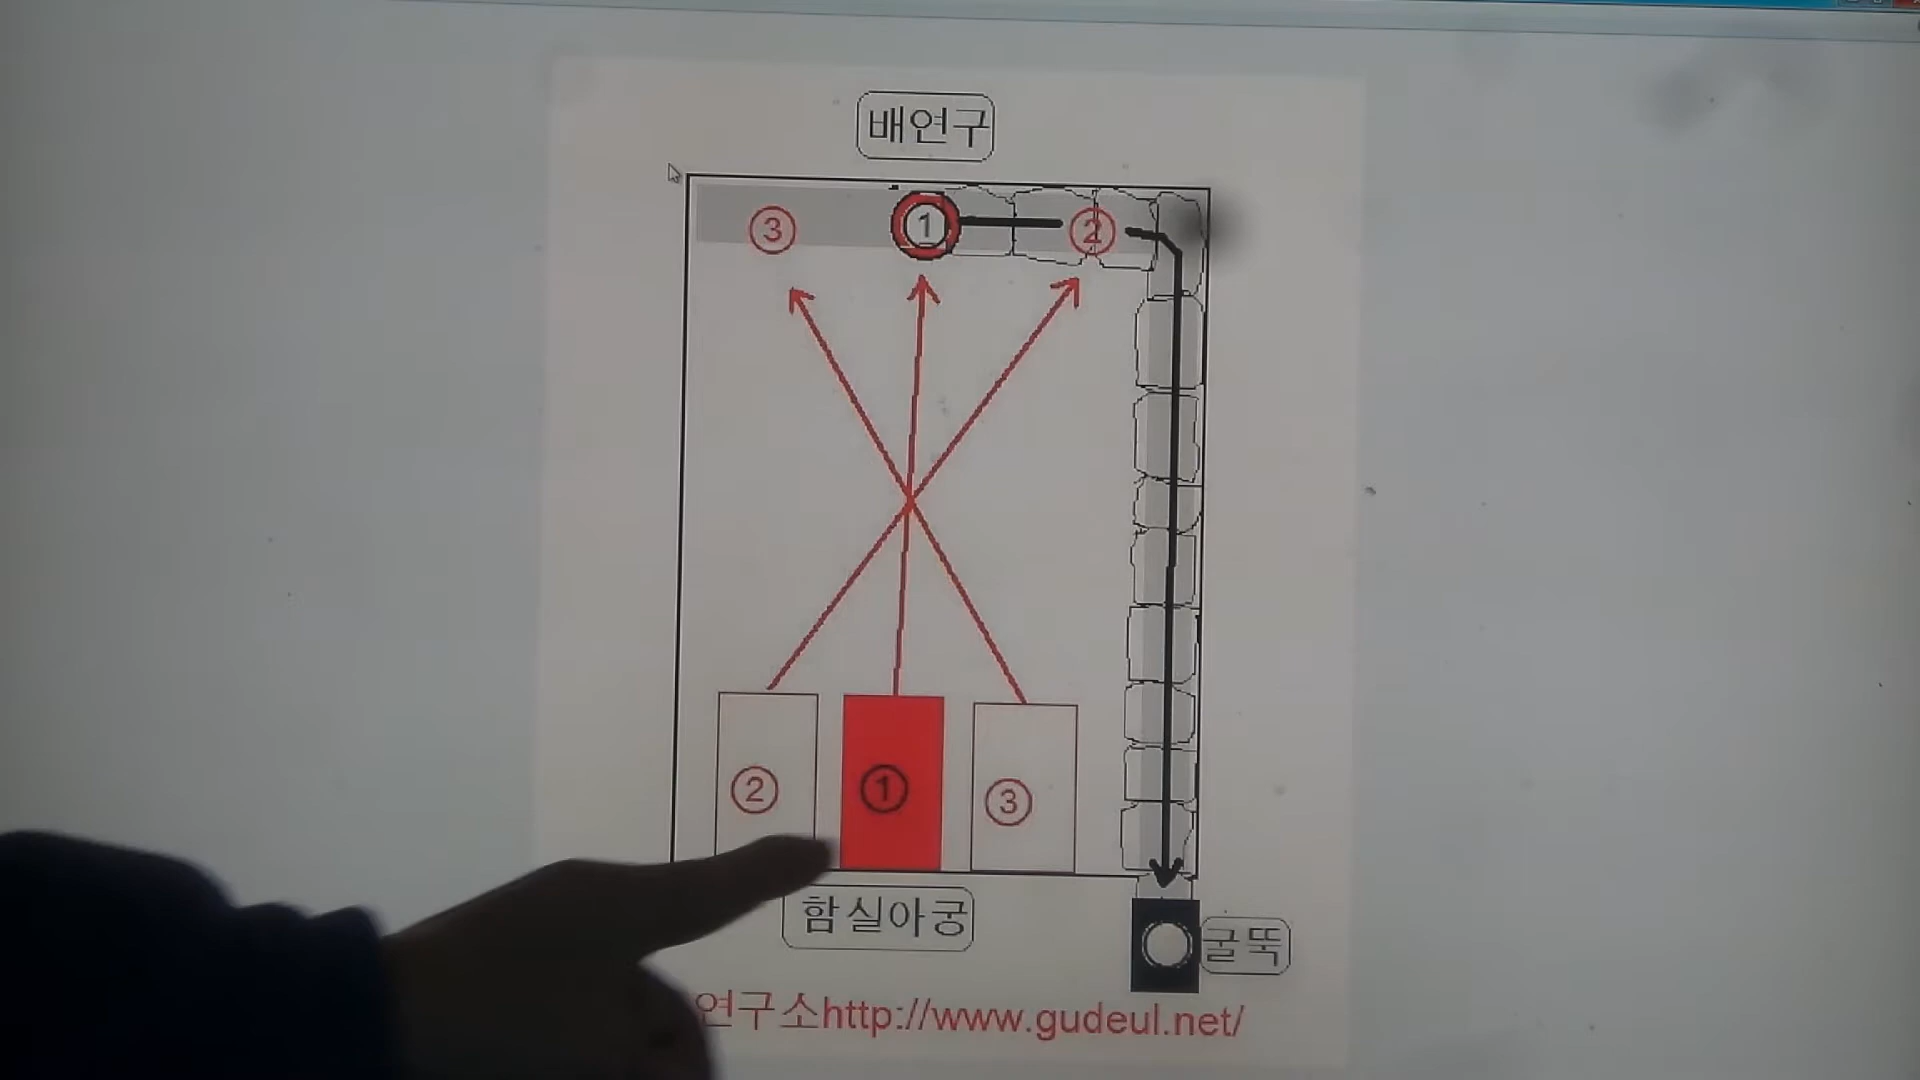 배연구
③ ① ②
② ① ③
함실아궁
굴뚝
연구소http://www.gudeul.net/